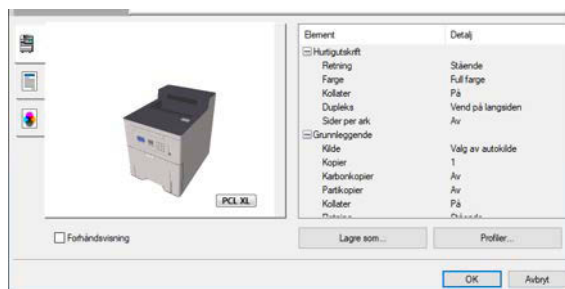 Element Detalj
Hurtigutskrift
Retning Stående
Farge Full farge
Kollater På
Dupleks Vend på langsiden
Sider per ark Av
Grunnleggende
Kilde Valg av autokilde
Kopier 1
Karbonkopier Av
Partikopier Av
Kollater På
Retning Stående
PCL XL
Forhåndsvisning
Lagre som... Profiler...
OK Avbryt